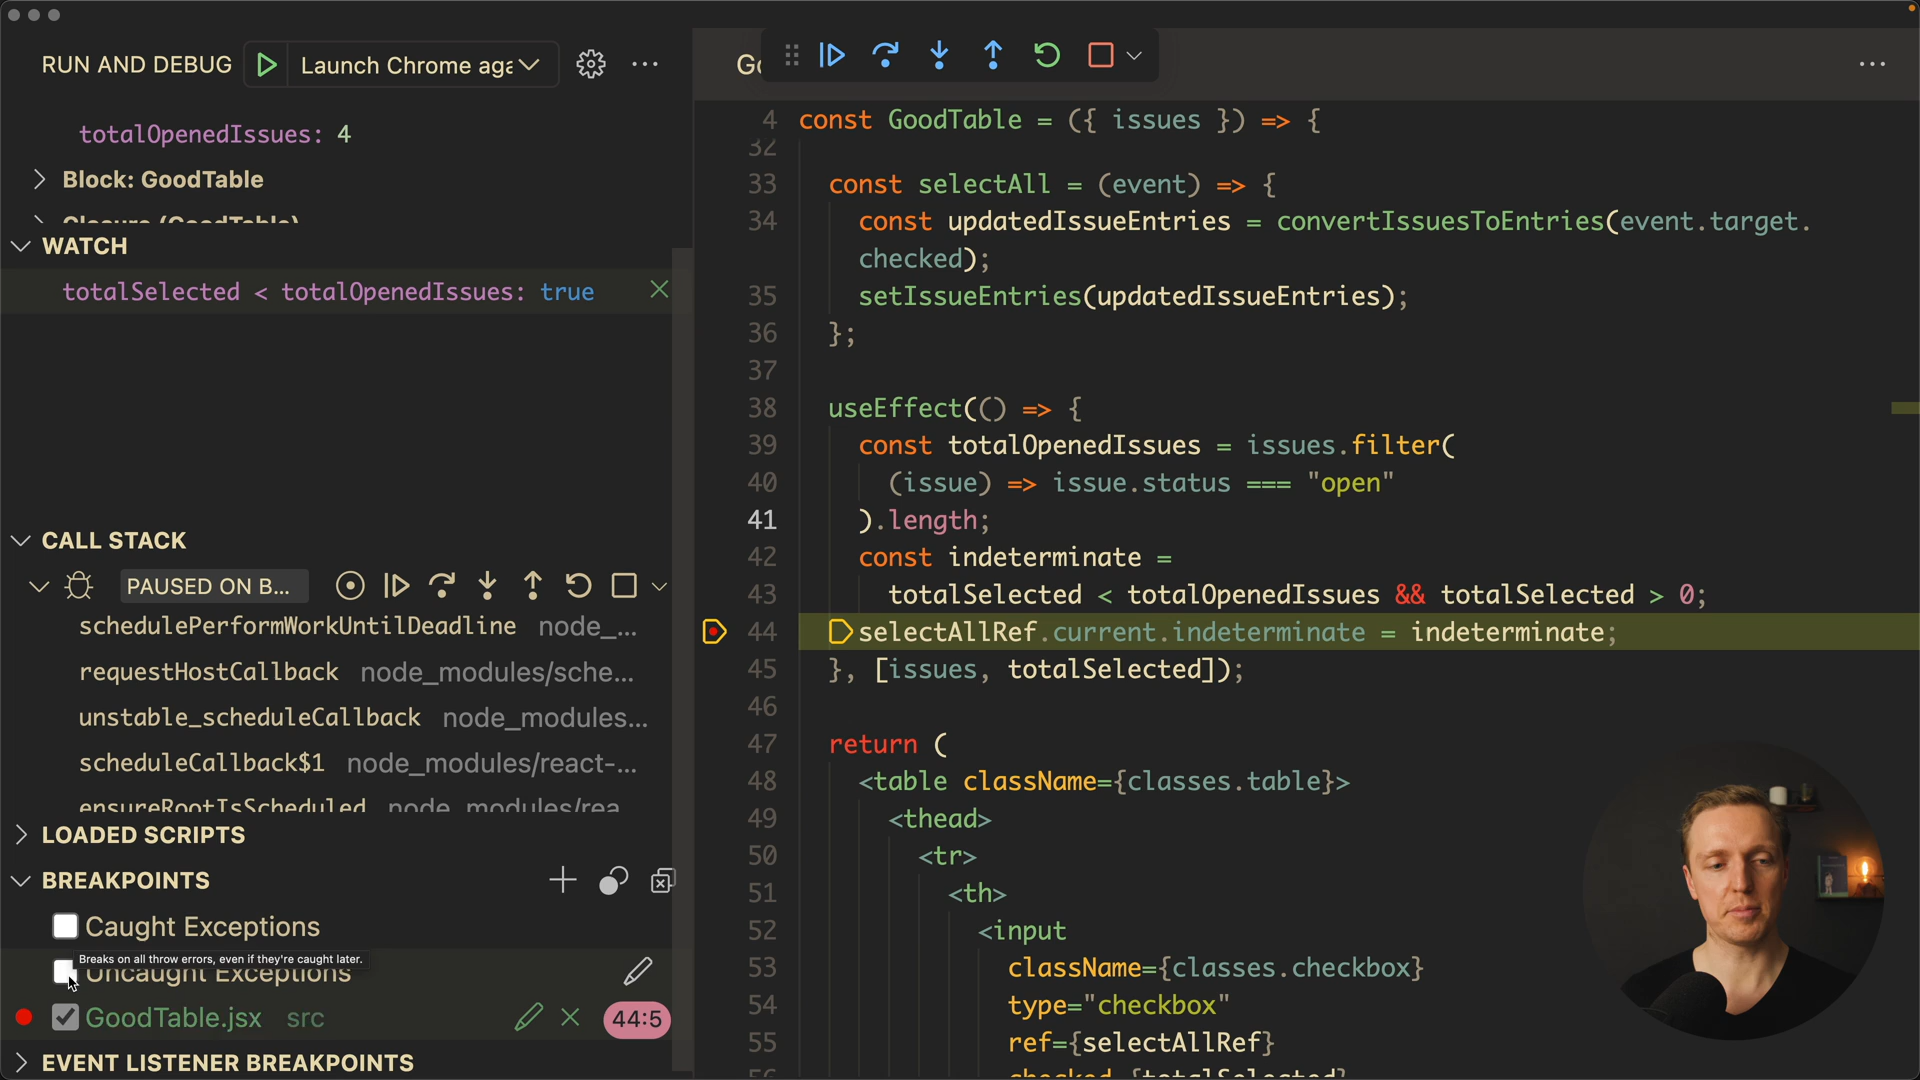 RUN AND DEBUG
Launch Chrome aga
totalOpenedIssues: 4
Block: GoodTable
Closure (GoodTable)
WATCH
totalSelected < totalOpenedIssues: true
CALL STACK
PAUSED ON B...
schedulePerformWorkUntilDeadline node_...
requestHostCallback node_modules/sche...
unstable_scheduleCallback node_modules...
scheduleCallback$1 node_modules/react-...
ensureRootIsScheduled node_modules/rea
LOADED SCRIPTS
BREAKPOINTS
Caught Exceptions
Breaks on all throw errors, even if they're caught later.
Uncaught Exceptions
GoodTable.jsx src 44:5
EVENT LISTENER BREAKPOINTS
4 const GoodTable = ({ issues }) => {
32
33 const selectAll = (event) => {
34 const updatedIssueEntries = convertIssuesToEntries(event.target.
checked);
35 setIssueEntries(updatedIssueEntries);
36 };
37
38 useEffect(() => {
39 const totalOpenedIssues = issues.filter(
40 (issue) => issue.status === "open"
41 ).length;
42 const indeterminate =
43 totalSelected < totalOpenedIssues && totalSelected > 0;
44 selectAllRef.current.indeterminate = indeterminate;
45 }, [issues, totalSelected]);
46
47 return (
48 <table className={classes.table}>
49 <thead>
50 <tr>
51 <th>
52 <input
53 className={classes.checkbox}
54 type="checkbox"
55 ref={selectAllRef}
56 checked={totalSelected